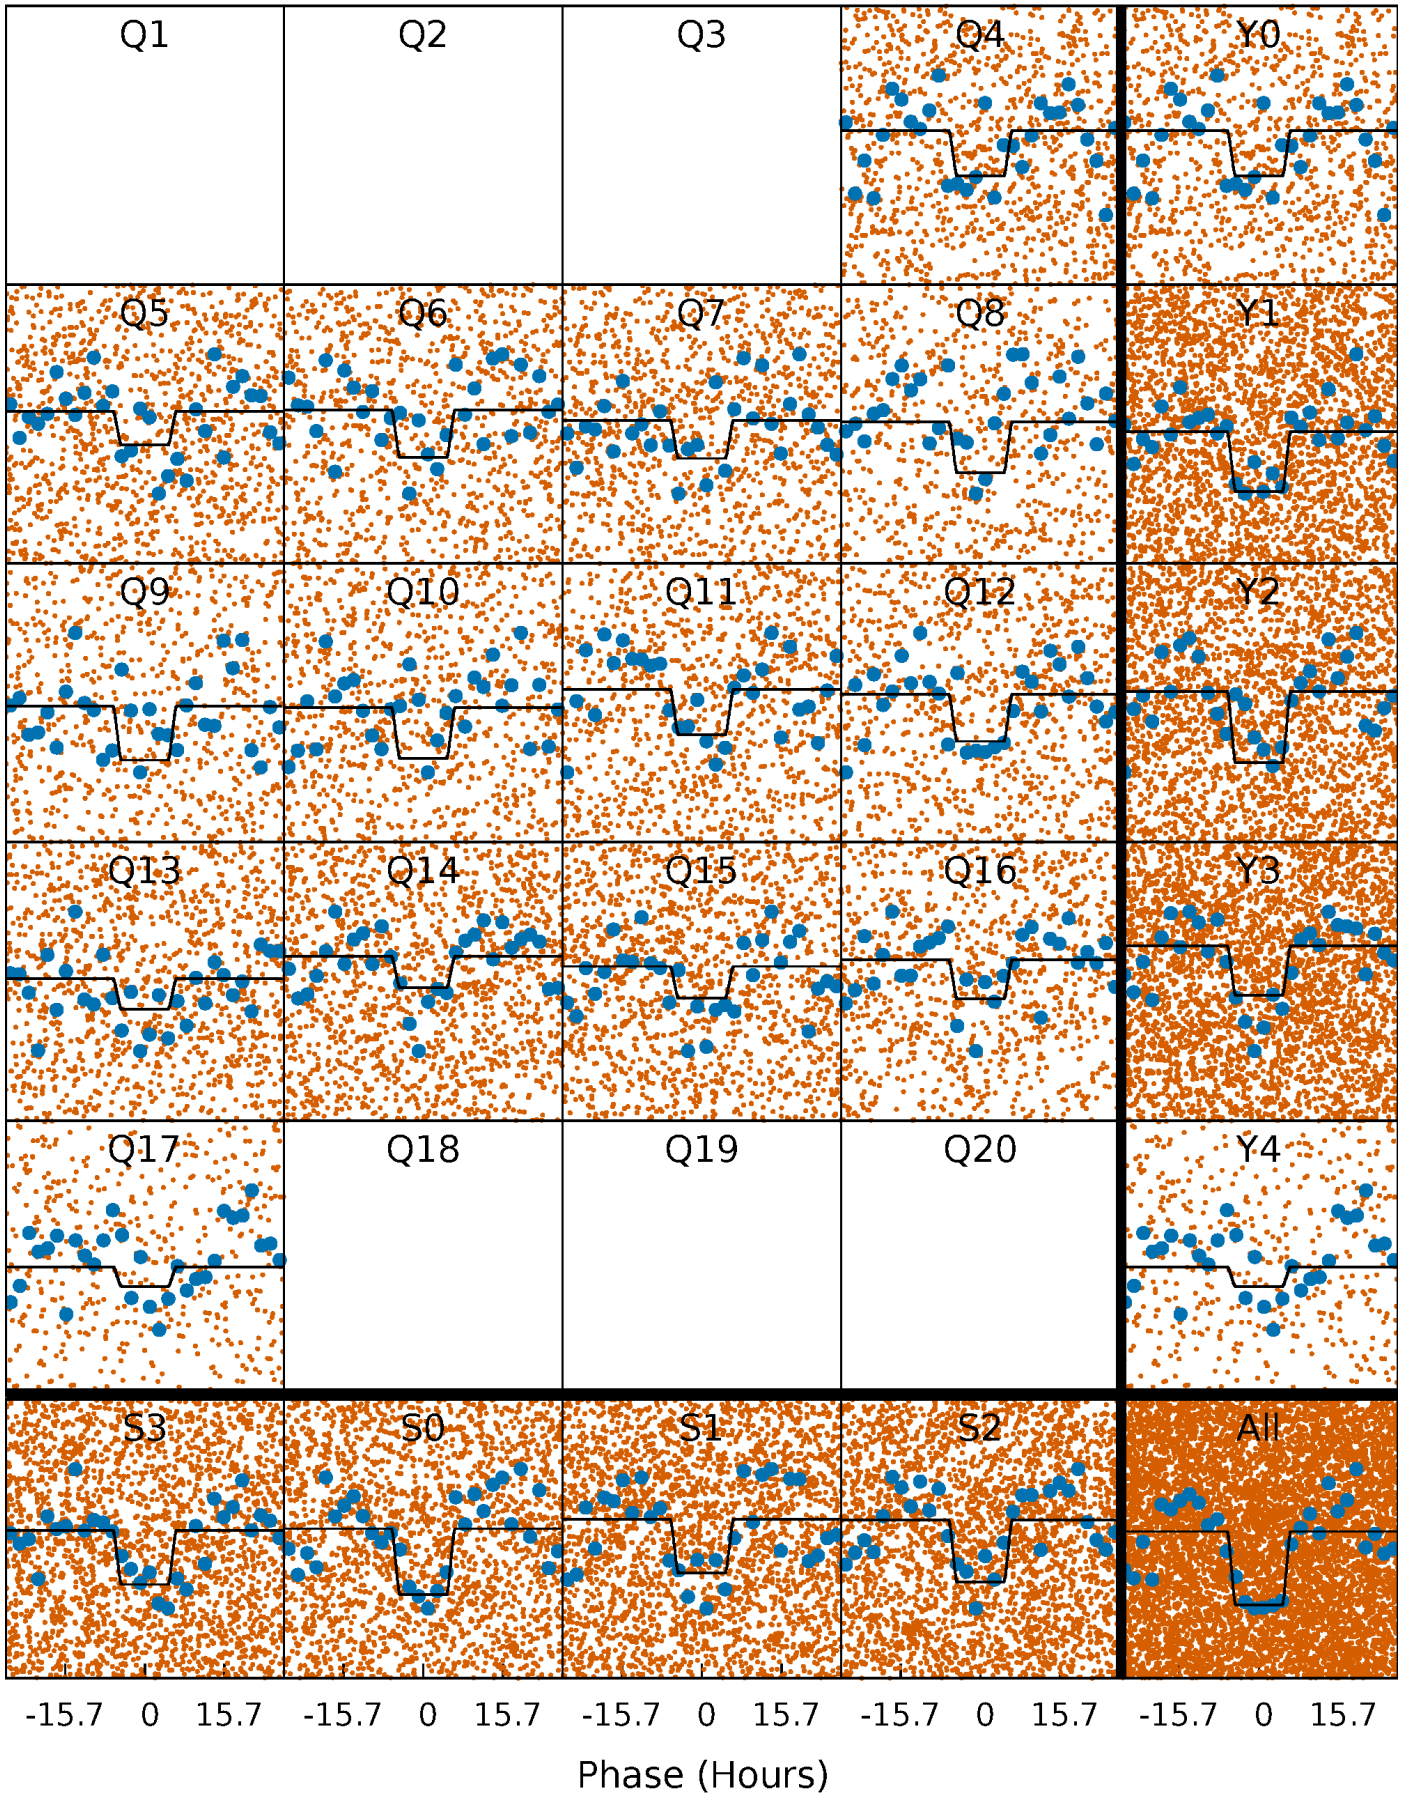 Q1 Q2 Q3 Q4 Y0
Q5 Q6 Q7 Q8 Y1
Q9 Q10 Q11 Q12 Y2
Q13 Q14 Q15 Q16 Y3
Q17 Q18 Q19 Q20 Y4
S3 S0 S1 S2 All
-15.7 0 15.7 -15.7 0 15.7 -15.7 0 15.7 -15.7 0 15.7 -15.7 0 15.7
Phase (Hours)